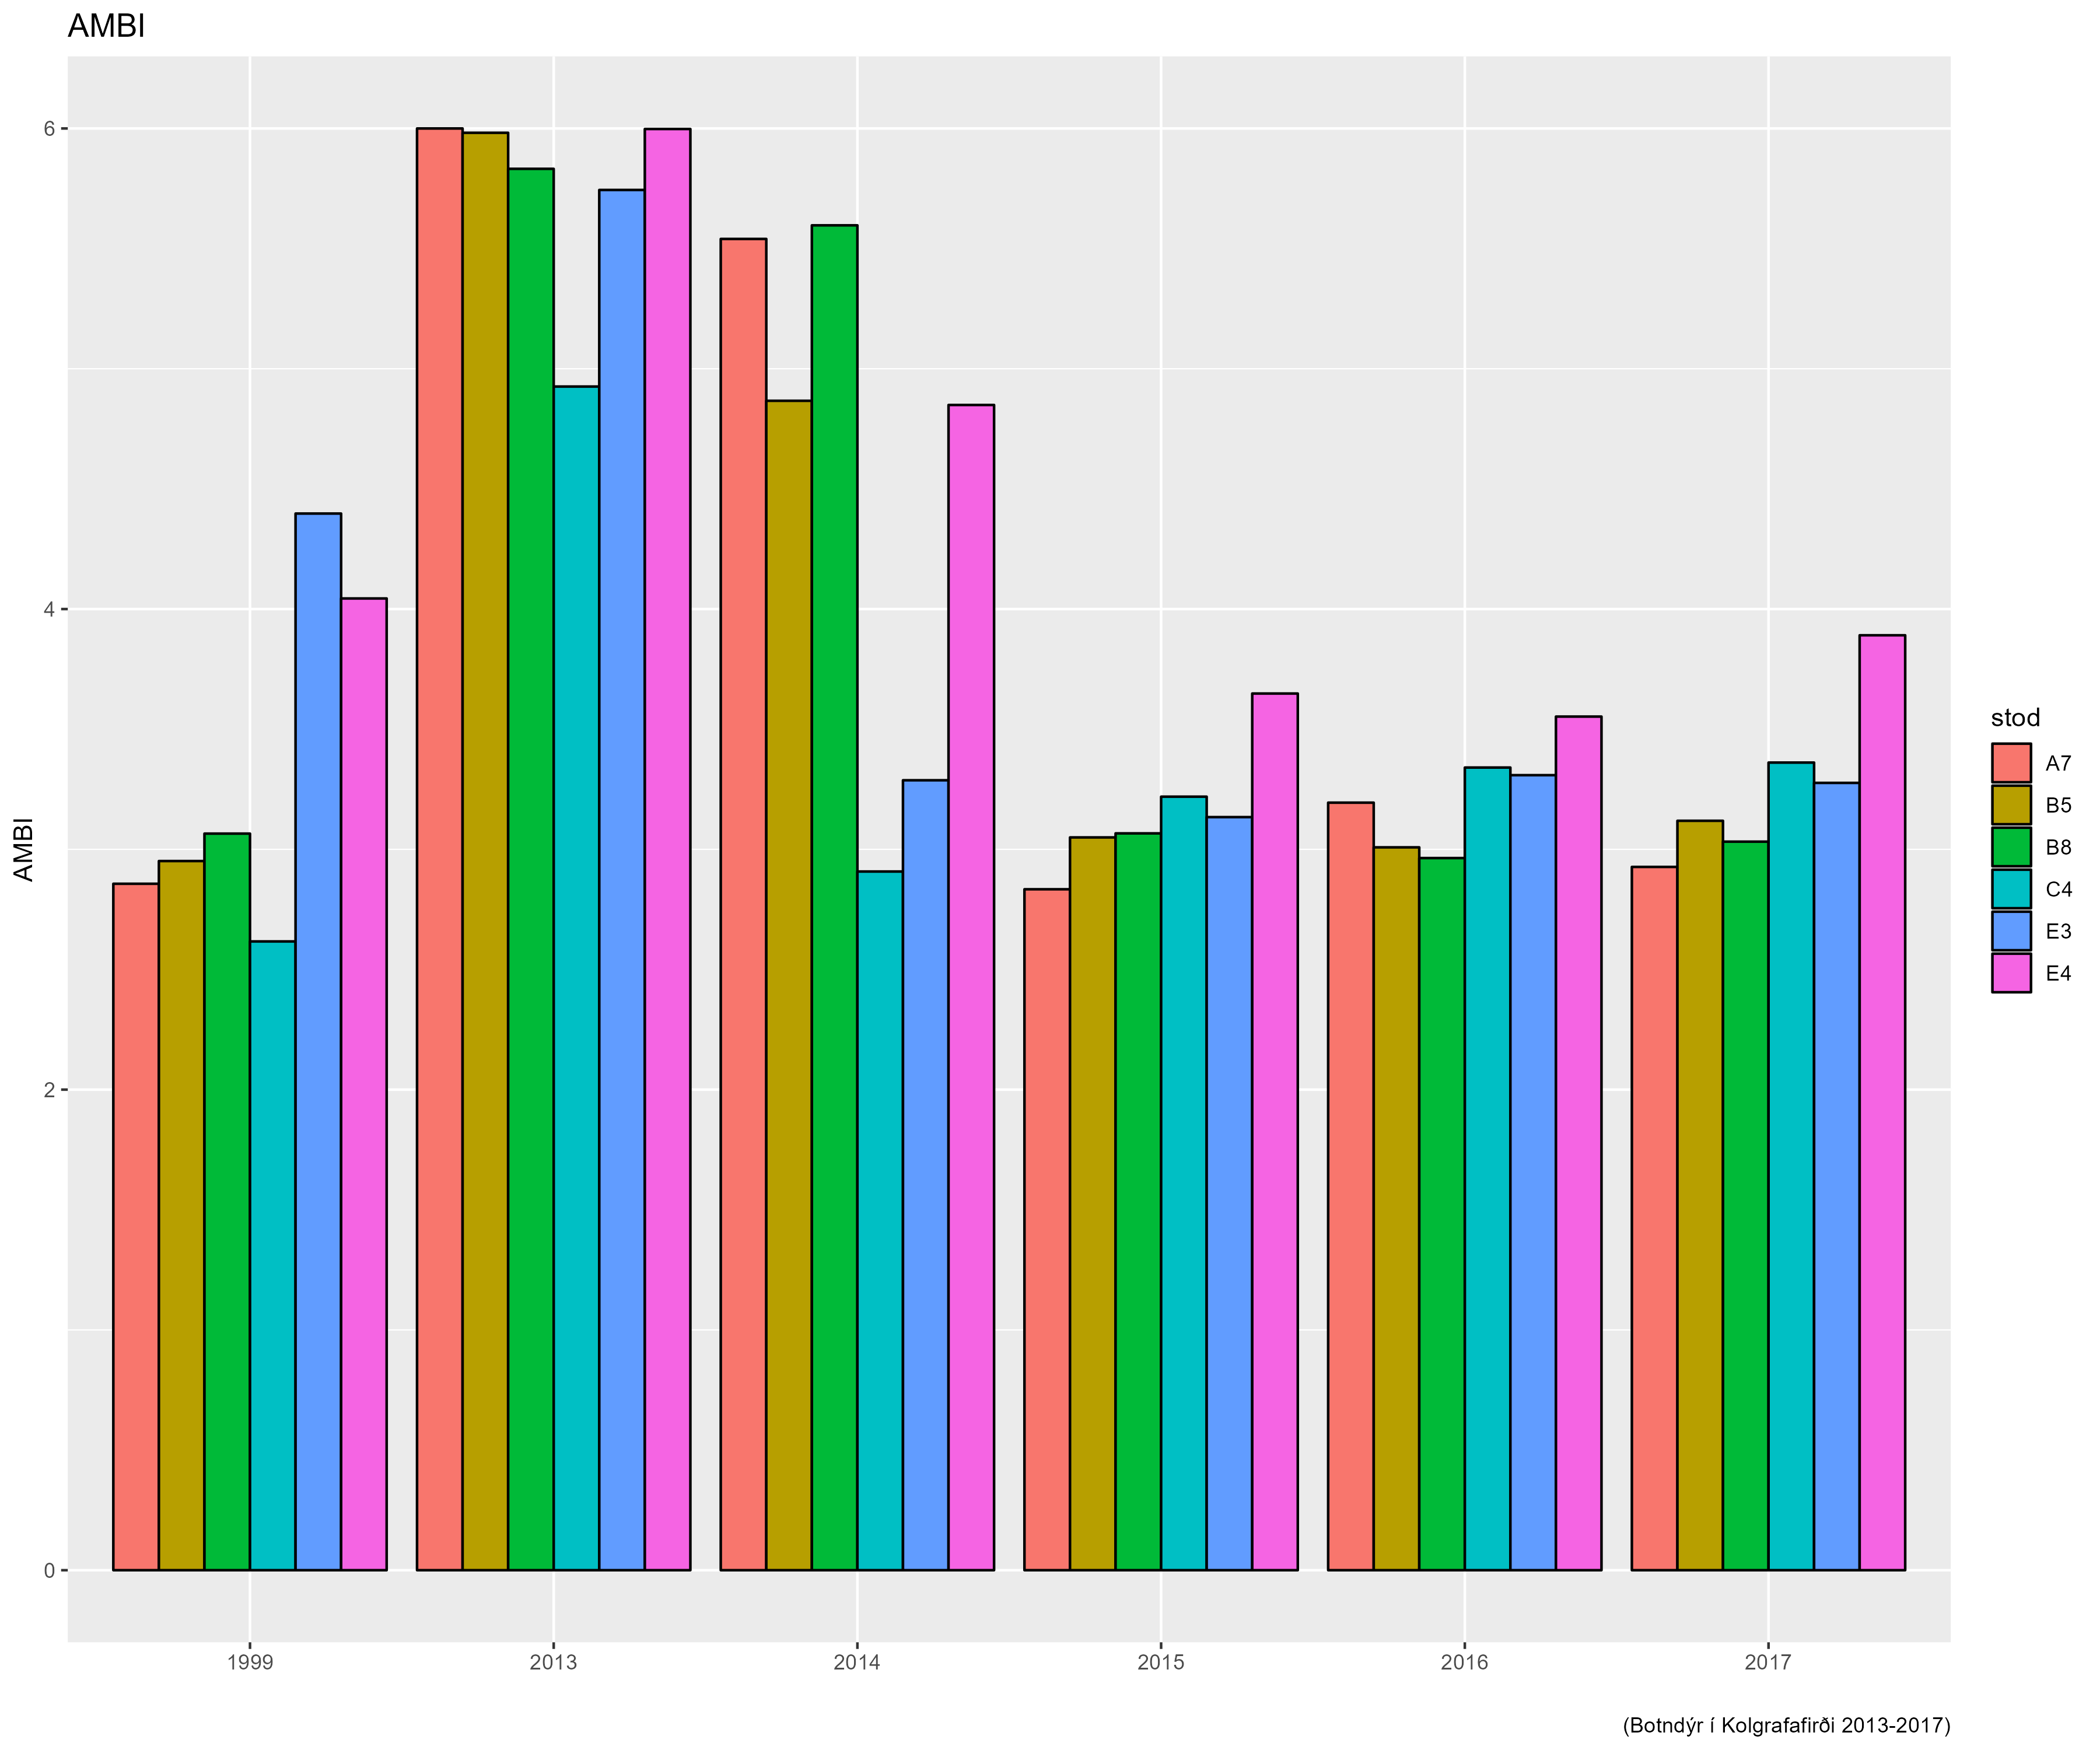 AMBI
6
4
2
0
AMBI
1999 2013 2014 2015 2016 2017
stod
A7
B5
B8
C4
E3
E4
(Botndýr í Kolgrafafirði 2013-2017)